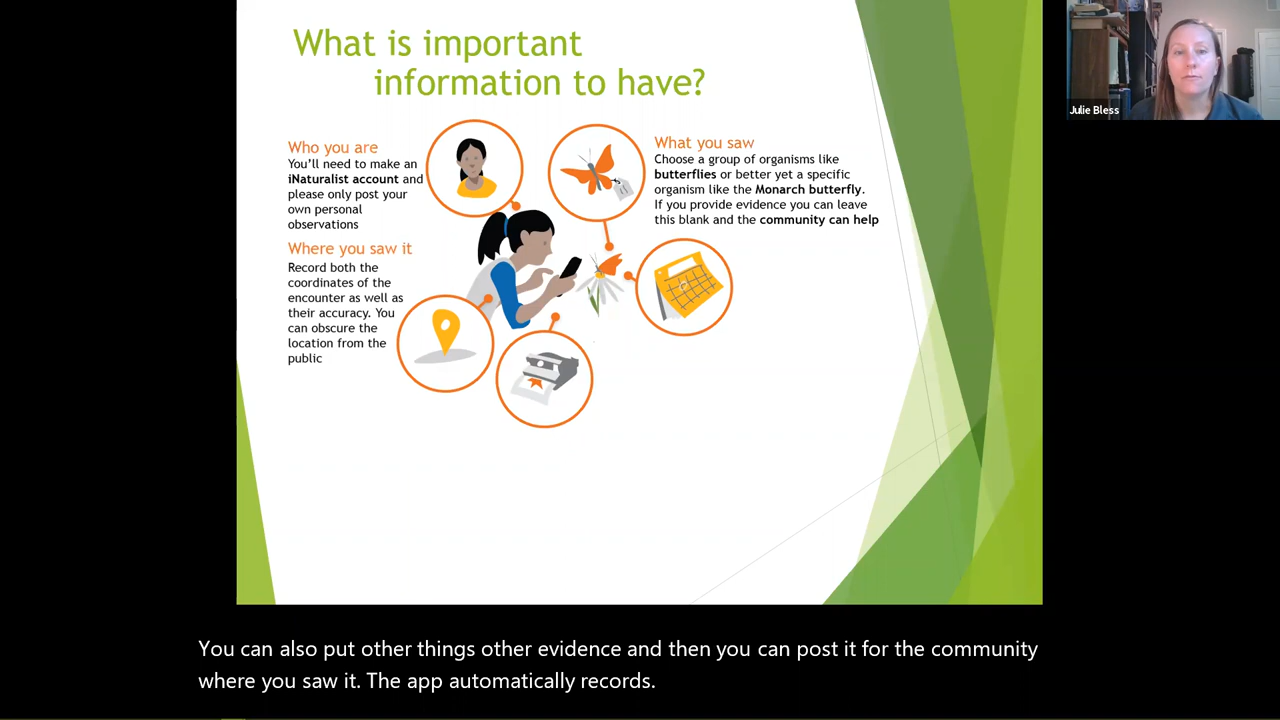 What is important
information to have?
Who you are
You'll need to make an
iNaturalist account and
please only post your
own personal
observations
Where you saw it
Record both the
coordinates of the
encounter as well as
their accuracy. You
can obscure the
location from the
public
What you saw
Choose a group of organisms like
butterflies or better yet a specific
organism like the Monarch butterfly.
If you provide evidence you can leave
this blank and the community can help
Julie Bless
You can also put other things other evidence and then you can post it for the community
where you saw it. The app automatically records.